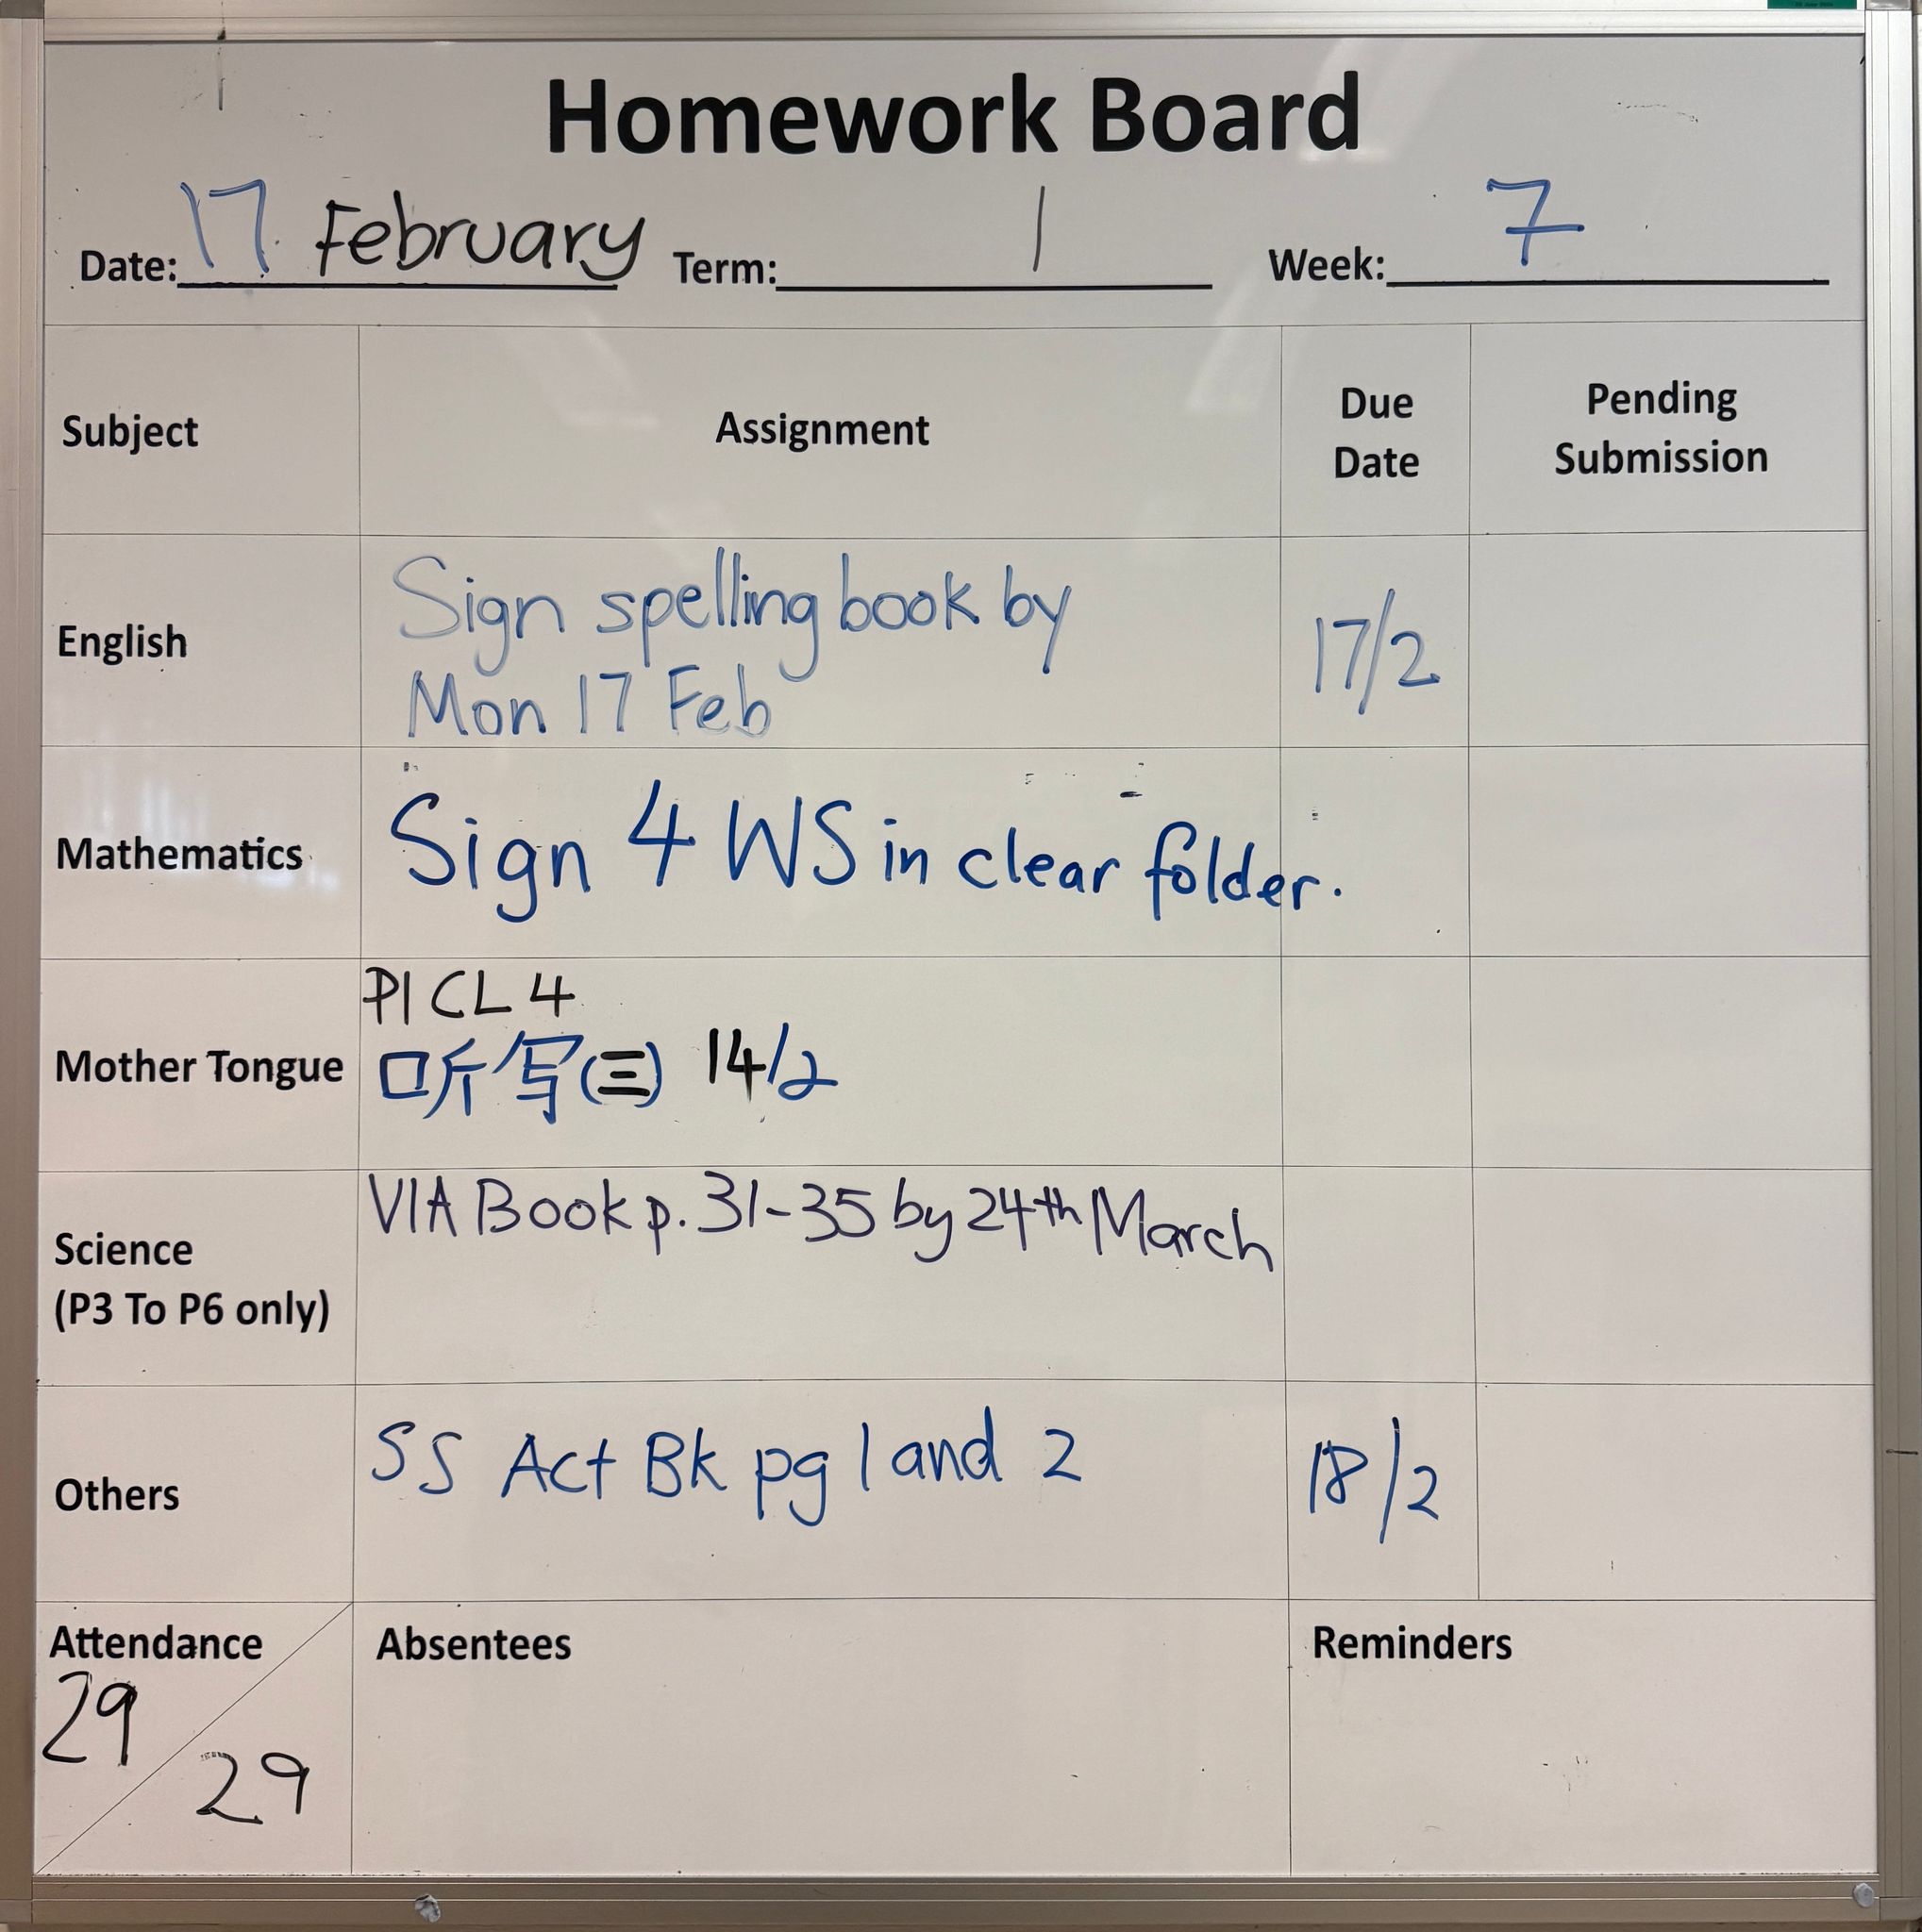 Homework Board
Date: 17 February Term: 1 Week: 7
Subject Assignment Due Date Pending Submission
English
Sign spelling book by
Mon 17 Feb
17/2
Mathematics
Sign 4 WS in clear folder.
Mother Tongue
P1 CL 4
听写(三) 14/2
Science
(P3 To P6 only)
VIA Book p. 31-35 by 24th March
Others
SS Act Bk pg 1 and 2
18/2
Attendance
29
29
Absentees
Reminders